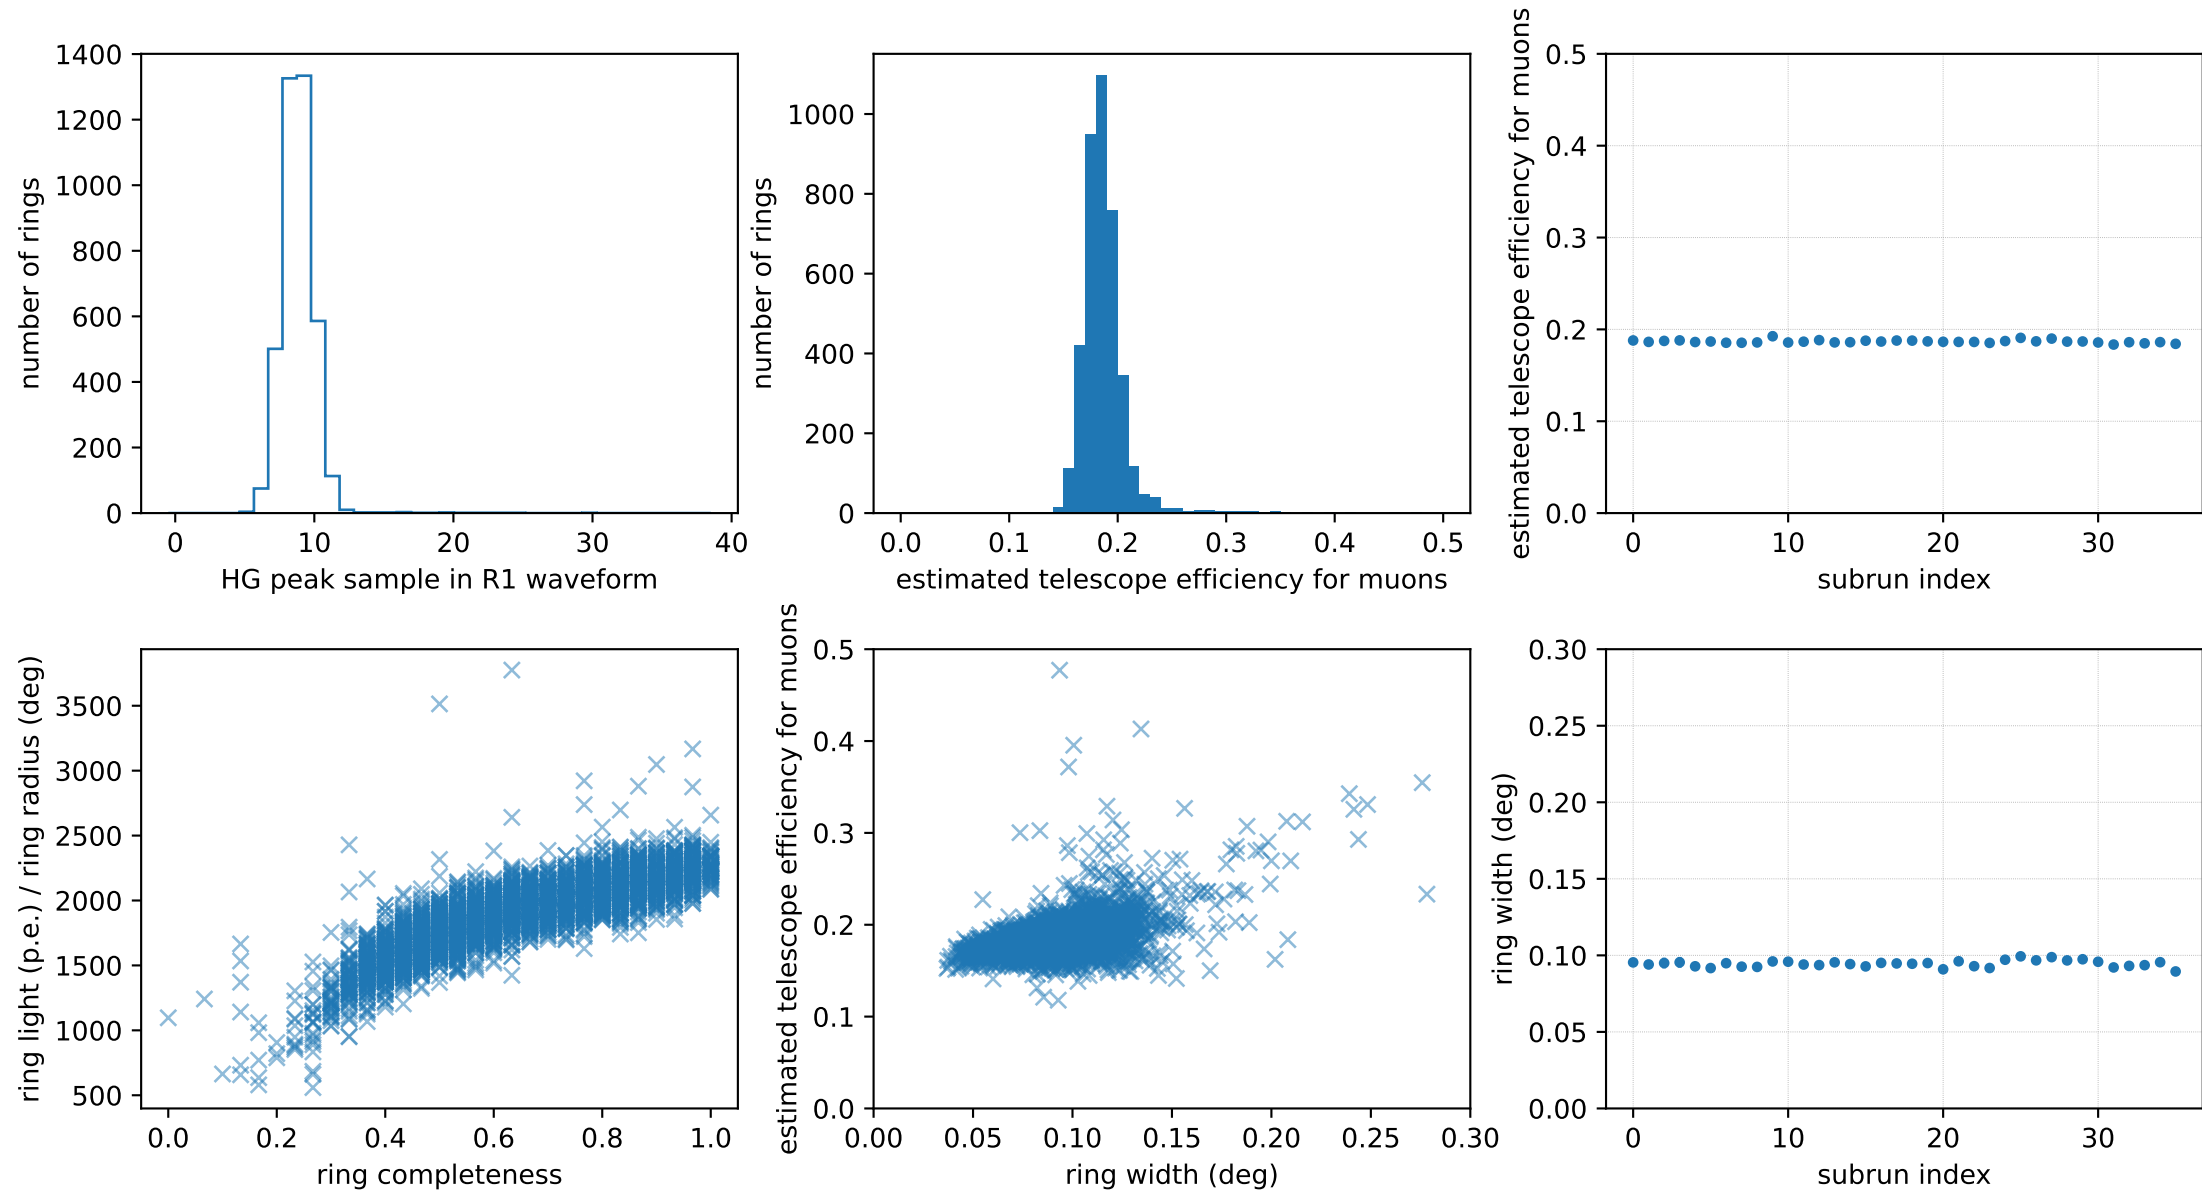 1400
1200
1000
800
600
400
200
0
number of rings
0 10 20 30 40
HG peak sample in R1 waveform
1000
800
600
400
200
0
number of rings
0.0 0.1 0.2 0.3 0.4 0.5
estimated telescope efficiency for muons
0.5
0.4
0.3
0.2
0.1
0.0
estimated telescope efficiency for muons
0 10 20 30
subrun index
3500
3000
2500
2000
1500
1000
500
ring light (p.e.) / ring radius (deg)
0.0 0.2 0.4 0.6 0.8 1.0
ring completeness
0.5
0.4
0.3
0.2
0.1
0.0
estimated telescope efficiency for muons
0.00 0.05 0.10 0.15 0.20 0.25 0.30
ring width (deg)
0.30
0.25
0.20
0.15
0.10
0.05
0.00
ring width (deg)
0 10 20 30
subrun index